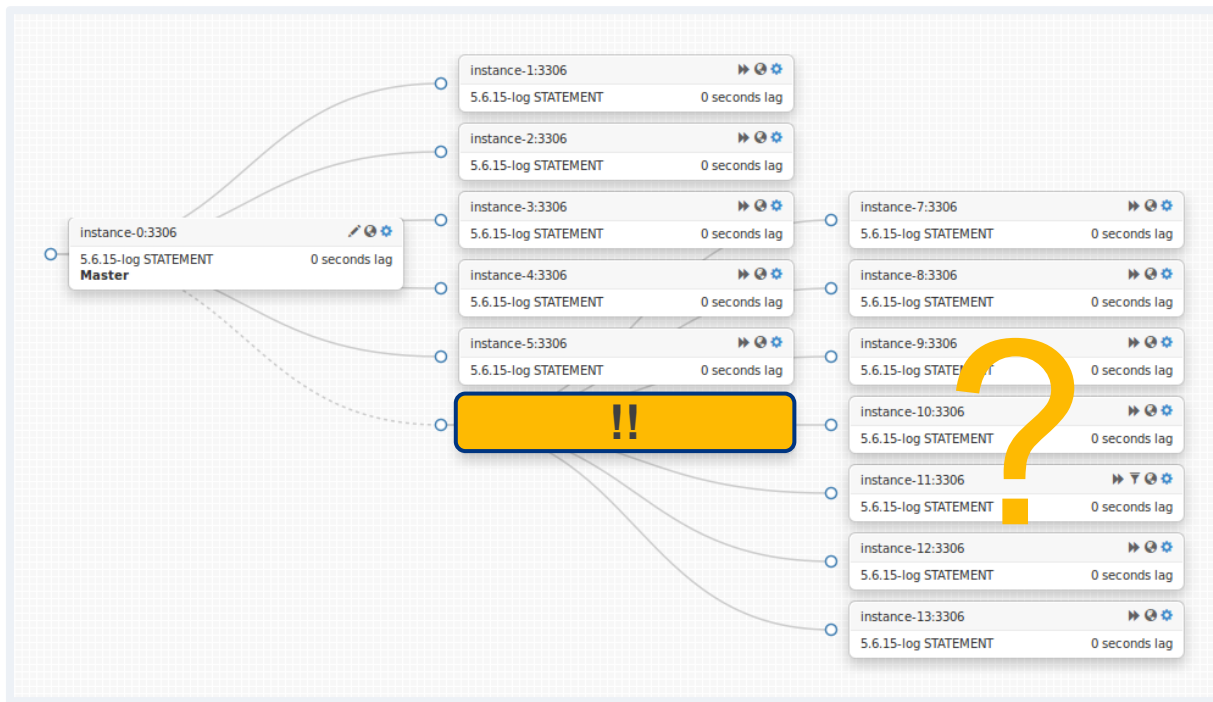 instance-1:3306
5.6.15-log STATEMENT 0 seconds lag
instance-2:3306
5.6.15-log STATEMENT 0 seconds lag
instance-3:3306
5.6.15-log STATEMENT 0 seconds lag
instance-4:3306
5.6.15-log STATEMENT 0 seconds lag
instance-5:3306
5.6.15-log STATEMENT 0 seconds lag
instance-0:3306
5.6.15-log STATEMENT 0 seconds lag
Master
!!
instance-7:3306
5.6.15-log STATEMENT 0 seconds lag
instance-8:3306
5.6.15-log STATEMENT 0 seconds lag
instance-9:3306
5.6.15-log STATEMENT 0 seconds lag
instance-10:3306
5.6.15-log STATEMENT 0 seconds lag
instance-11:3306
5.6.15-log STATEMENT 0 seconds lag
instance-12:3306
5.6.15-log STATEMENT 0 seconds lag
instance-13:3306
5.6.15-log STATEMENT 0 seconds lag
?